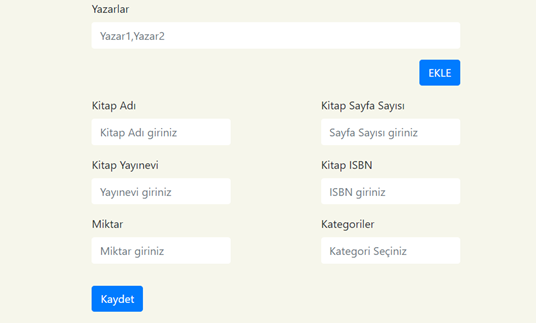 Yazarlar
Yazar1,Yazar2
EKLE
Kitap Adı
Kitap Sayfa Sayısı
Kitap Adı giriniz
Sayfa Sayısı giriniz
Kitap Yayınevi
Kitap ISBN
Yayınevi giriniz
ISBN giriniz
Miktar
Kategoriler
Miktar giriniz
Kategori Seçiniz
Kaydet